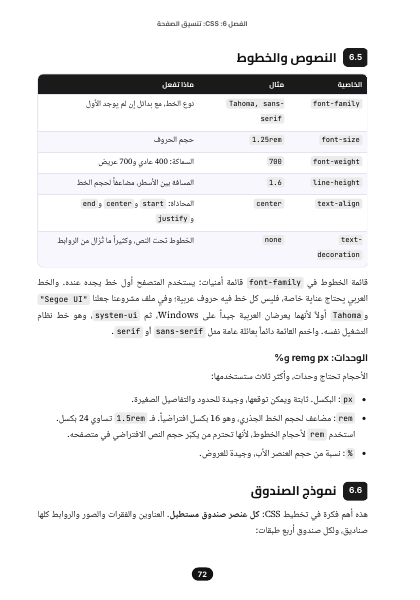 الفصل 6: CSS: تنسيق الصفحة
6.5 النصوص والخطوط
الخاصية مثال ماذا تفعل
font-family Tahoma, sans-serif نوع الخط، مع بدائل إن لم يوجد الأول
font-size 1.25rem حجم الحروف
font-weight 700 السماكة: 400 عادي و700 عريض
line-height 1.6 المسافة بين الأسطر، مضاعفاً لحجم الخط
text-align center المحاذاة: start و center و end
و justify
text-decoration none الخطوط تحت النص، وكثيراً ما تُزال من الروابط
قائمة الخطوط في font-family قائمة أمنيات: يستخدم المتصفح أول خط يجده عنده. والخط
العربي يحتاج عناية خاصة، فليس كل خط فيه حروف عربية؛ وفي ملف مشروعنا جعلنا "Segoe UI"
و Tahoma أولاً لأنهما يعرضان العربية جيداً على Windows، ثم system-ui، وهو خط نظام
التشغيل نفسه. واختم القائمة دائماً بعائلة عامة مثل sans-serif أو serif.
الوحدات: px وrem و%
الأحجام تحتاج وحدات، وأكثر ثلاث ستستخدمها:
• px: البكسل. ثابتة ويمكن توقعها، وجيدة للحدود والتفاصيل الصغيرة.
• rem: مضاعف لحجم الخط الجذري، وهو 16 بكسل افتراضياً. فـ 1.5rem تساوي 24 بكسل.
استخدم rem لأحجام الخطوط، لأنها تحترم من يكبّر حجم النص الافتراضي في متصفحه.
• %: نسبة من حجم العنصر الأب، وجيدة للعروض.
6.6 نموذج الصندوق
هذه أهم فكرة في تخطيط CSS: كل عنصر صندوق مستطيل. العناوين والفقرات والصور والروابط كلها
صناديق، ولكل صندوق أربع طبقات:
72